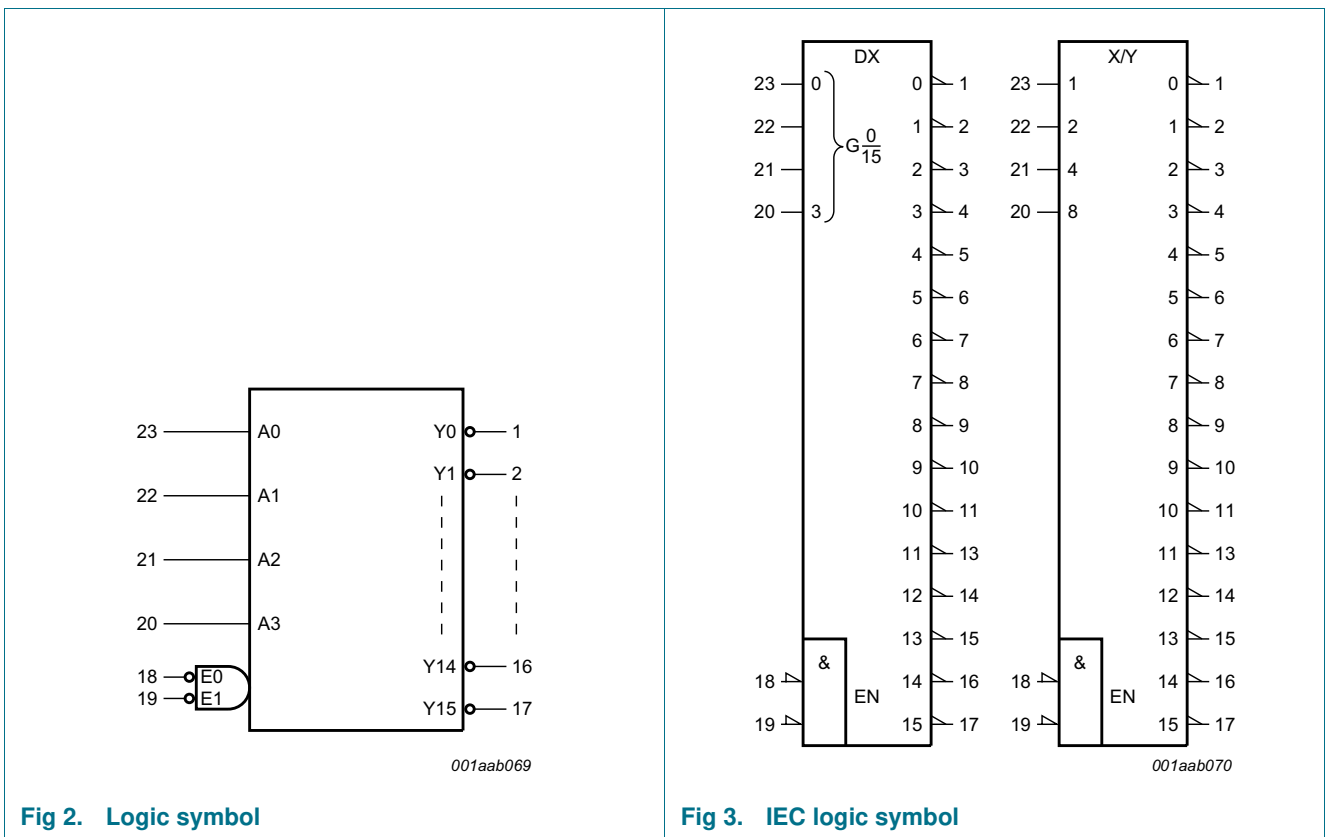 23 A0 Y0 1
Y1 2
22 A1
21 A2
20 A3
Y14 16
18 E0
19 E1
Y15 17
001aab069
Fig 2. Logic symbol
DX
23 0 0 1
22 1 2
G 0
15
21 2 3
20 3 3 4
4 5
5 6
6 7
7 8
8 9
9 10
10 11
11 13
12 14
13 15
&
18 14 16
EN
19 15 17
X/Y
23 1 0 1
22 2 1 2
21 4 2 3
20 8 3 4
4 5
5 6
6 7
7 8
8 9
9 10
10 11
11 13
12 14
13 15
&
18 14 16
EN
19 15 17
001aab070
Fig 3. IEC logic symbol